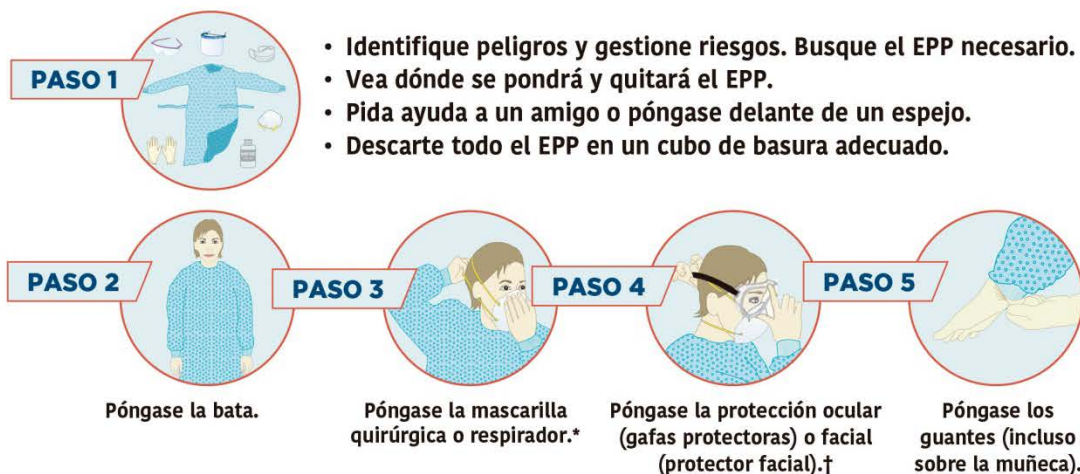 PASO 1
• Identifique peligros y gestione riesgos. Busque el EPP necesario.
• Vea dónde se pondrá y quitará el EPP.
• Pida ayuda a un amigo o póngase delante de un espejo.
• Descarte todo el EPP en un cubo de basura adecuado.
PASO 2
Póngase la bata.
PASO 3
Póngase la mascarilla
quirúrgica o respirador.*
PASO 4
Póngase la protección ocular
(gafas protectoras) o facial
(protector facial).†
PASO 5
Póngase los
guantes (incluso
sobre la muñeca).